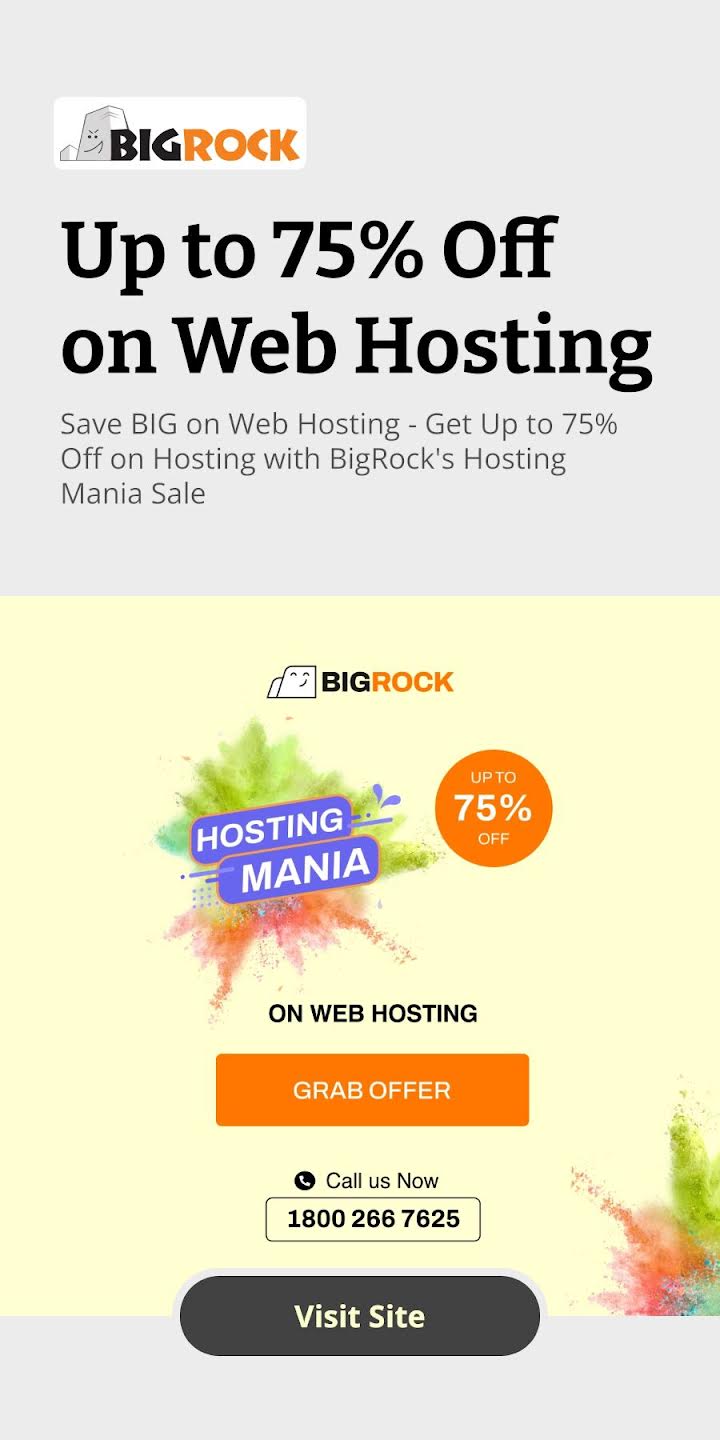 BIGROCK
Up to 75% Off
on Web Hosting
Save BIG on Web Hosting - Get Up to 75%
Off on Hosting with BigRock's Hosting
Mania Sale
BIGROCK
HOSTING
MANIA
UP TO
75%
OFF
ON WEB HOSTING
GRAB OFFER
Call us Now
1800 266 7625
Visit Site